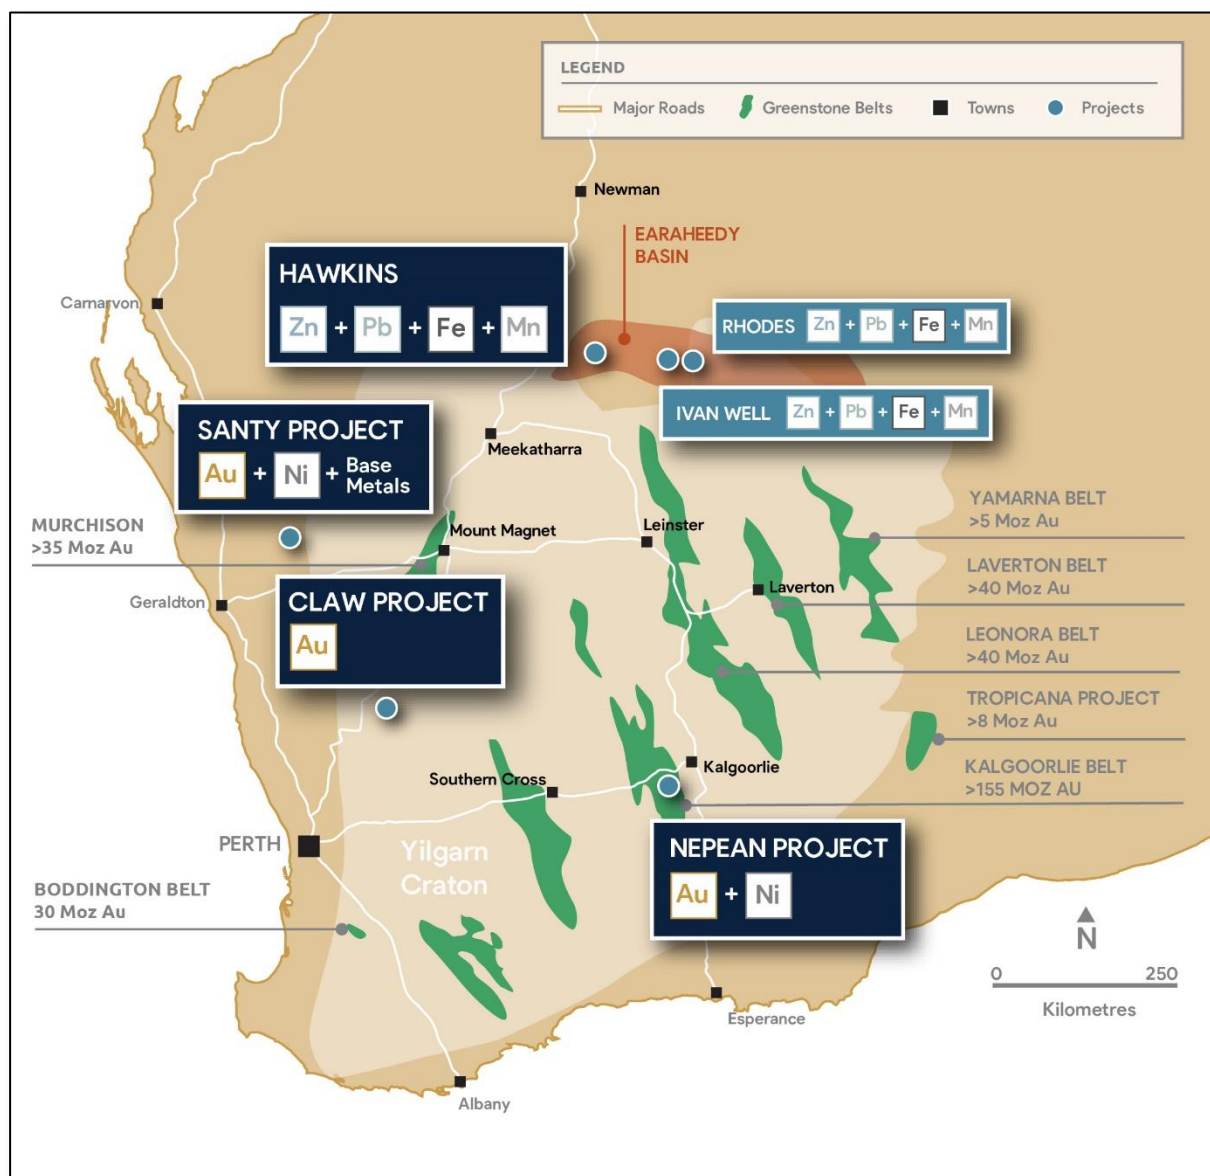 LEGEND
Major Roads
Greenstone Belts
Towns
Projects
Newman
EARAHEEDY
BASIN
HAWKINS
Zn + Pb + Fe + Mn
Carnarvon
RHODES Zn + Pb + Fe + Mn
IVAN WELL Zn + Pb + Fe + Mn
SANTY PROJECT
Au + Ni + Base
Metals
Meekatharra
MURCHISON
>35 Moz Au
Mount Magnet
Leinster
YAMARNA BELT
>5 Moz Au
Laverton
LAVERTON BELT
>40 Moz Au
Geraldton
CLAW PROJECT
Au
LEONORA BELT
>40 Moz Au
TROPICANA PROJECT
>8 Moz Au
Kalgoorlie
KALGOORLIE BELT
>155 MOZ AU
Southern Cross
PERTH
Yilgarn
Craton
NEPEAN PROJECT
Au + Ni
BODDINGTON BELT
30 Moz Au
N
0 250
Kilometres
Esperance
Albany